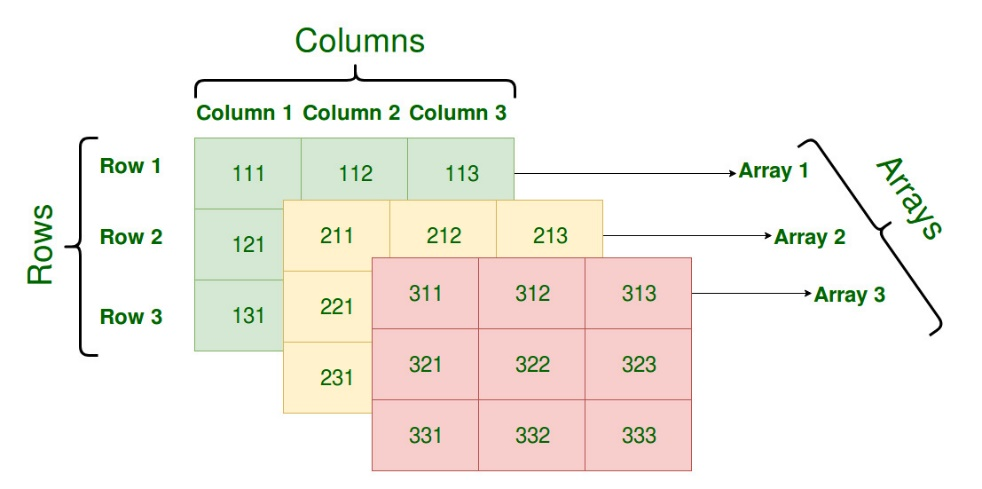 Columns
Column 1 Column 2 Column 3
Rows
Row 1
Row 2
Row 3
111 112 113
121
131
211 212 213
221
231
311 312 313
321 322 323
331 332 333
Array 1
Array 2
Array 3
Arrays